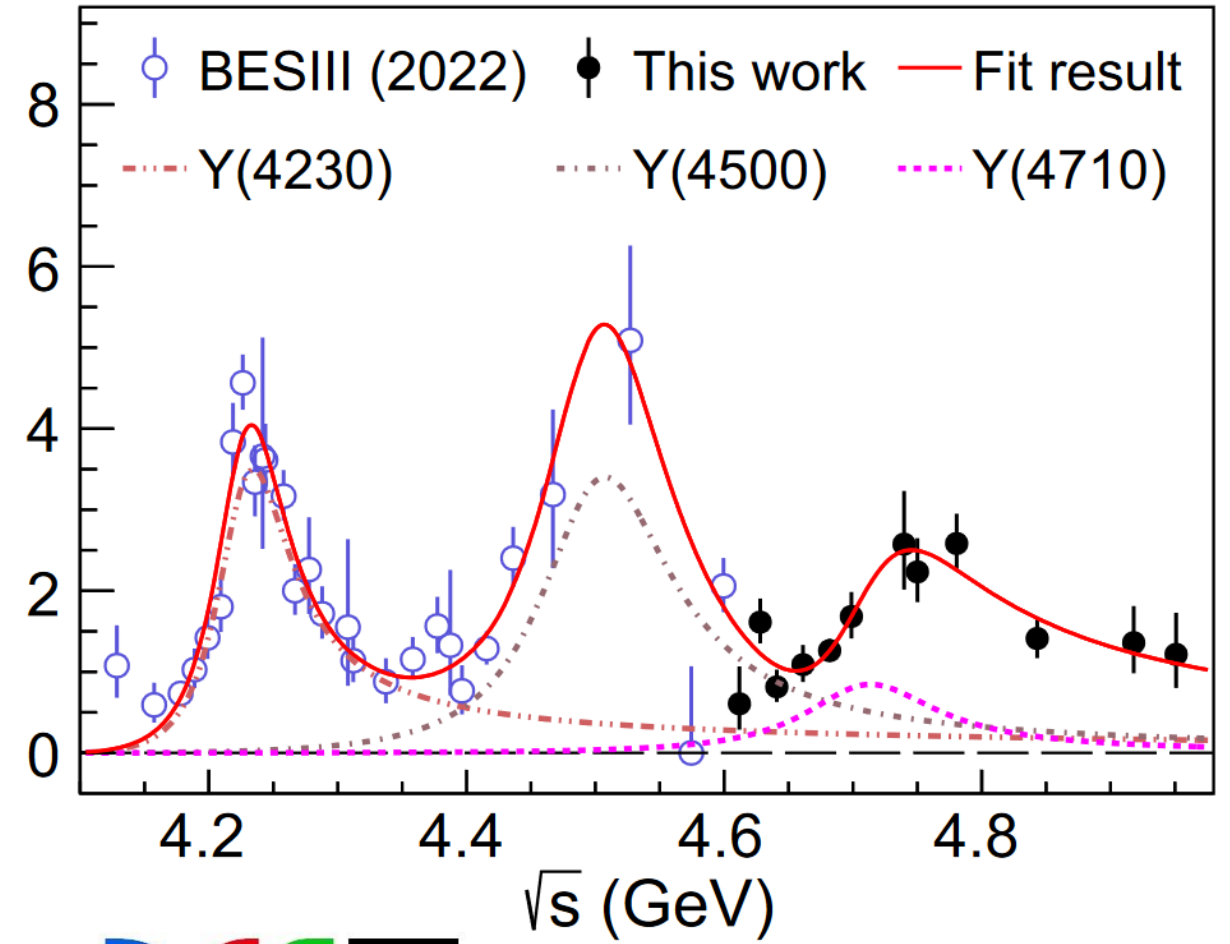 BESIII (2022) This work Fit result
8
Y(4230) Y(4500) Y(4710)
6
4
2
0
4.2 4.4 4.6 4.8
√s (GeV)